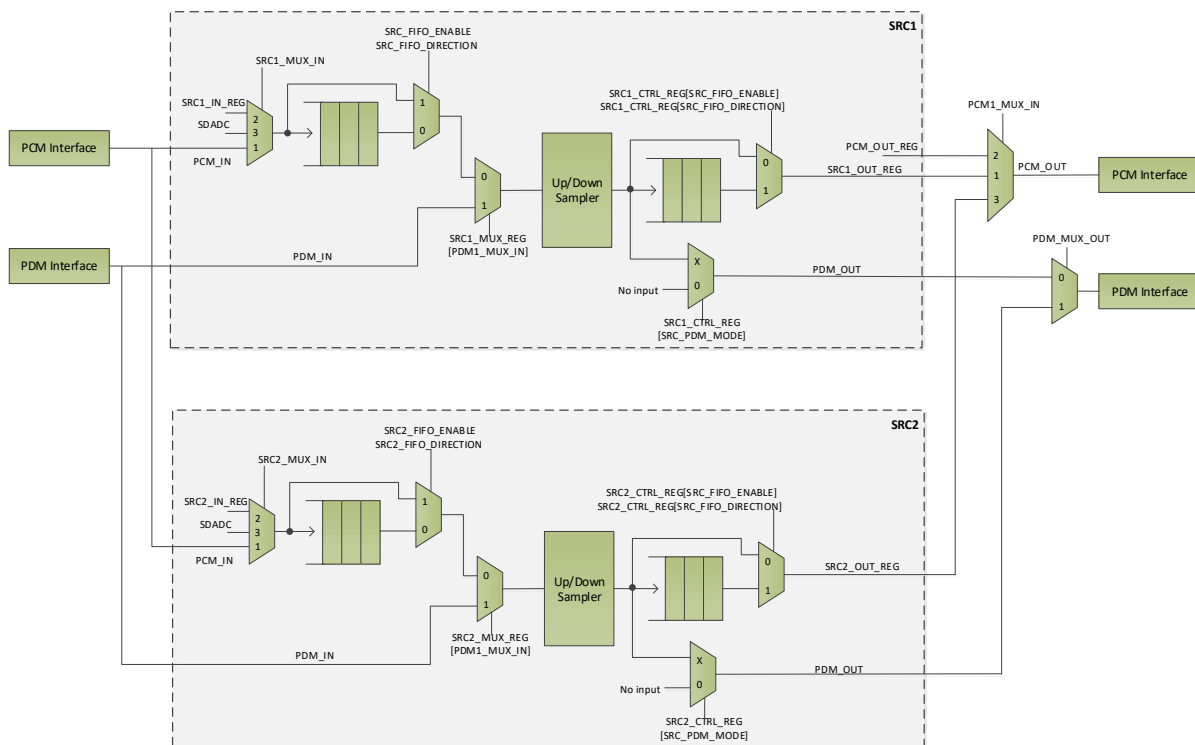 SRC1
SRC_FIFO_ENABLE
SRC_FIFO_DIRECTION
SRC1_MUX_IN
SRC1_IN_REG
SDADC
PCM_IN
2
3
1
1
0
PCM Interface
PDM Interface
0
1
SRC1_MUX_REG
[PDM1_MUX_IN]
PDM_IN
Up/Down
Sampler
SRC1_CTRL_REG[SRC_FIFO_ENABLE]
SRC1_CTRL_REG[SRC_FIFO_DIRECTION]
0
1
X
0
No input
SRC1_CTRL_REG
[SRC_PDM_MODE]
PCM_OUT_REG
SRC1_OUT_REG
PDM_OUT
PCM1_MUX_IN
2
1
3
PCM_OUT
PCM Interface
PDM_MUX_OUT
0
1
PDM Interface
SRC2
SRC2_FIFO_ENABLE
SRC2_FIFO_DIRECTION
SRC2_MUX_IN
SRC2_IN_REG
SDADC
PCM_IN
2
3
1
1
0
0
1
SRC2_MUX_REG
[PDM1_MUX_IN]
PDM_IN
Up/Down
Sampler
SRC2_CTRL_REG[SRC_FIFO_ENABLE]
SRC2_CTRL_REG[SRC_FIFO_DIRECTION]
0
1
SRC2_OUT_REG
X
0
No input
PDM_OUT
SRC2_CTRL_REG
[SRC_PDM_MODE]